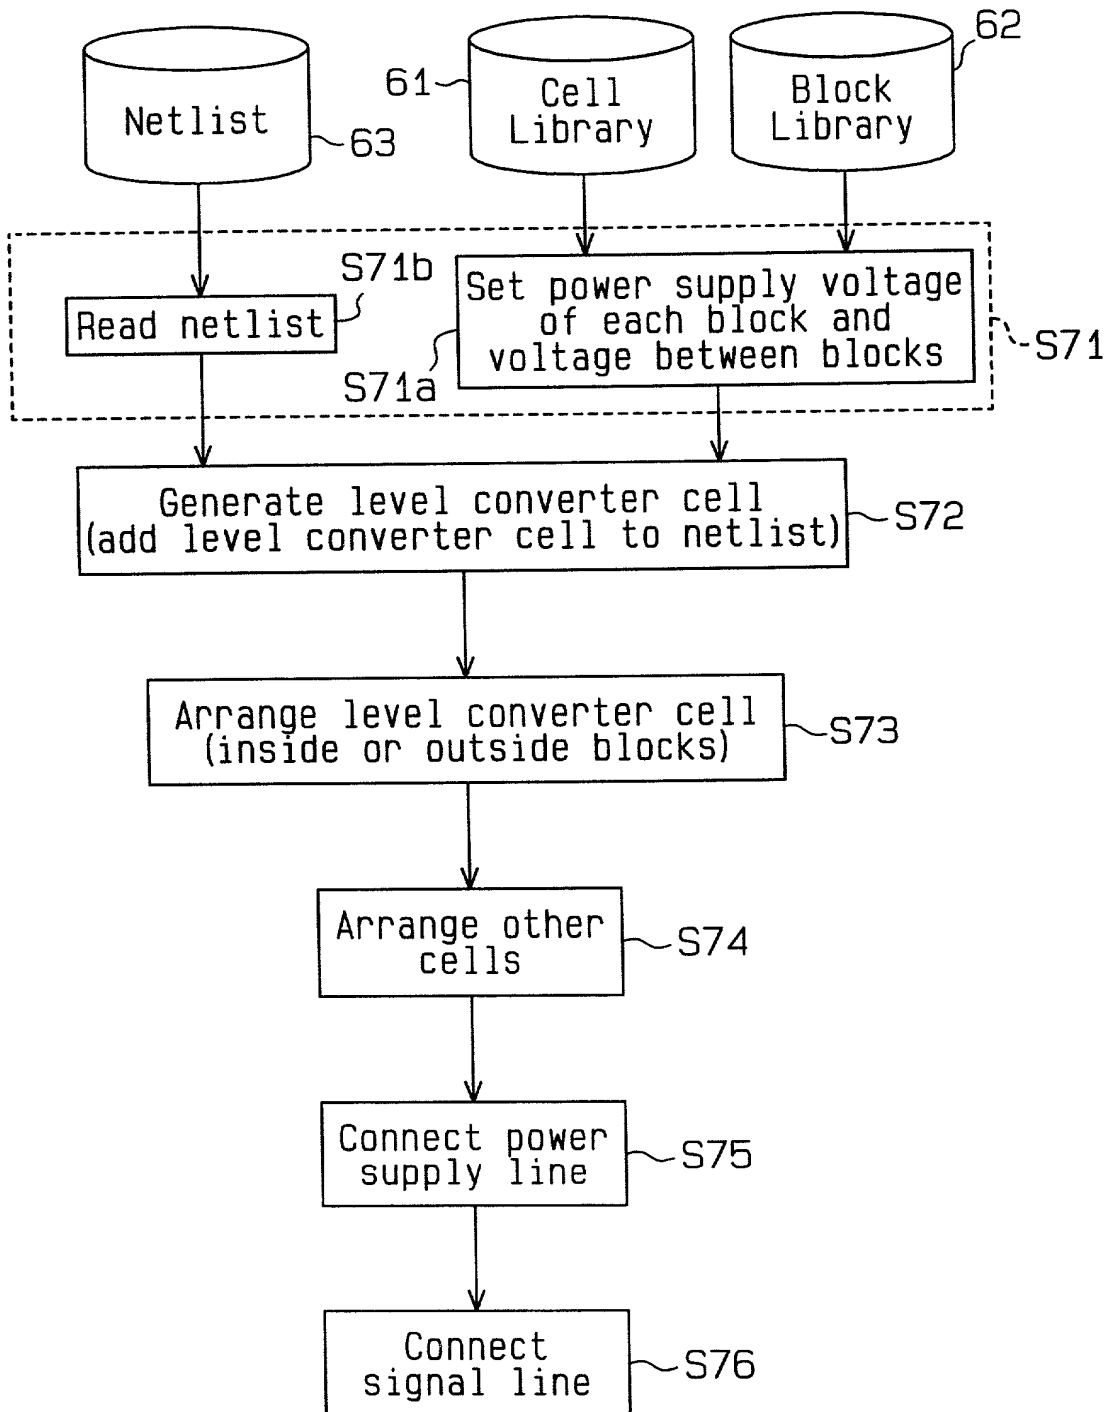 Netlist
63
61
Cell
Library
62
Block
Library
S71b
Read netlist
S71a
Set power supply voltage
of each block and
voltage between blocks
S71
Generate level converter cell
(add level converter cell to netlist)
S72
Arrange level converter cell
(inside or outside blocks)
S73
Arrange other
cells
S74
Connect power
supply line
S75
Connect
signal line
S76